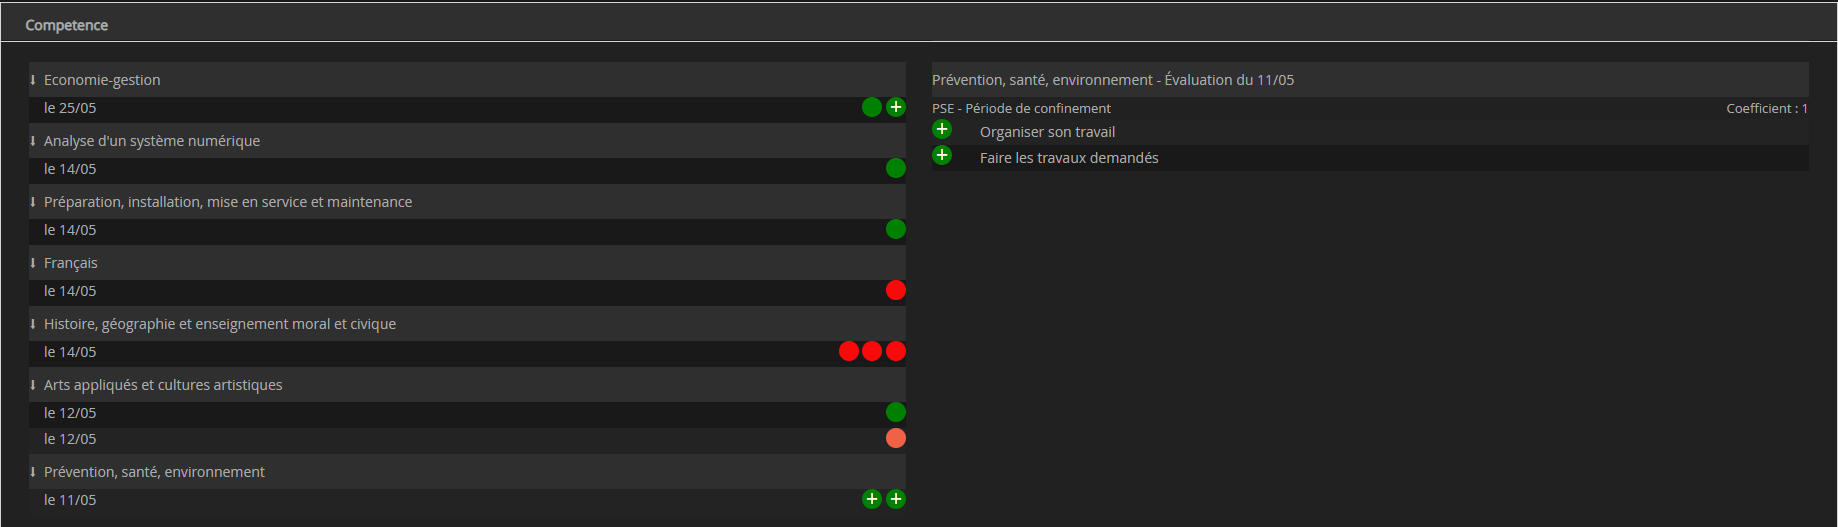 Competence
Economie-gestion
le 25/05
Analyse d'un système numérique
le 14/05
Préparation, installation, mise en service et maintenance
le 14/05
Français
le 14/05
Histoire, géographie et enseignement moral et civique
le 14/05
Arts appliqués et cultures artistiques
le 12/05
le 12/05
Prévention, santé, environnement
le 11/05
Prévention, santé, environnement - Évaluation du 11/05
PSE - Période de confinement Coefficient : 1
Organiser son travail
Faire les travaux demandés